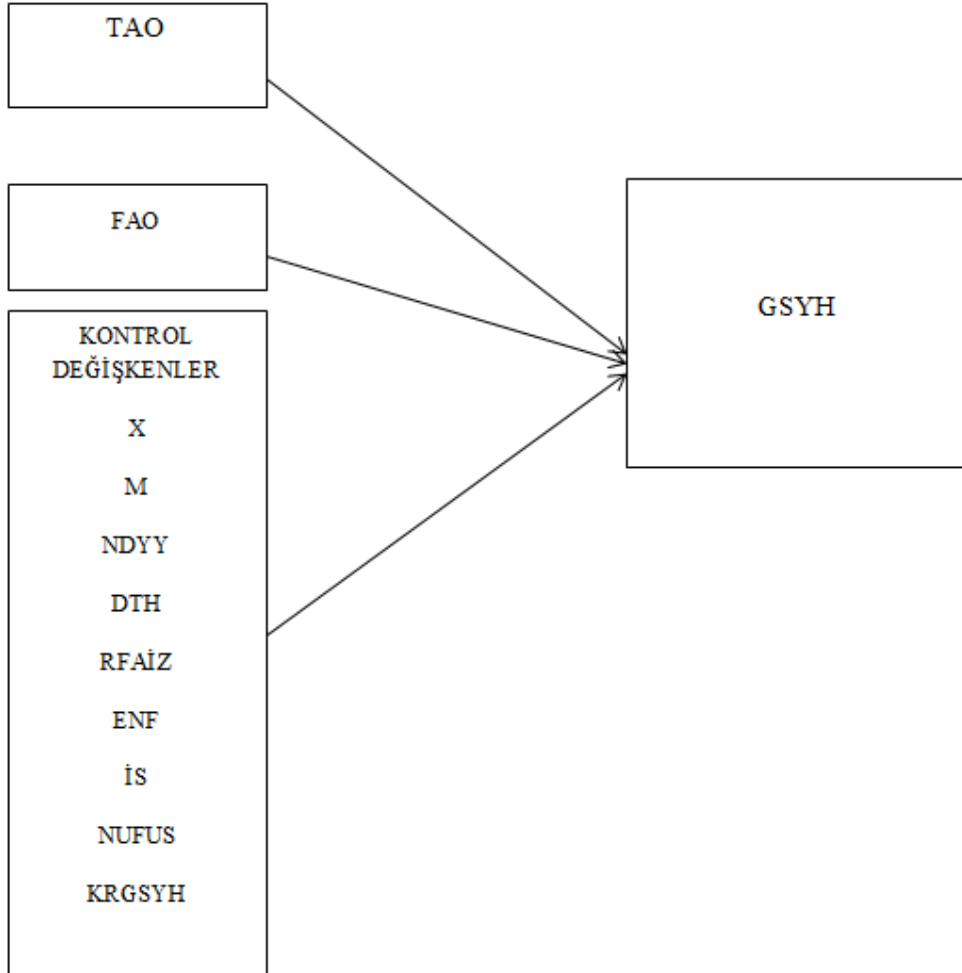 TAO
FAO
KONTROL
DEĞİŞKENLER
X
M
NDYY
DTH
RFAİZ
ENF
İS
NUFUS
KRGSYH
GSYH